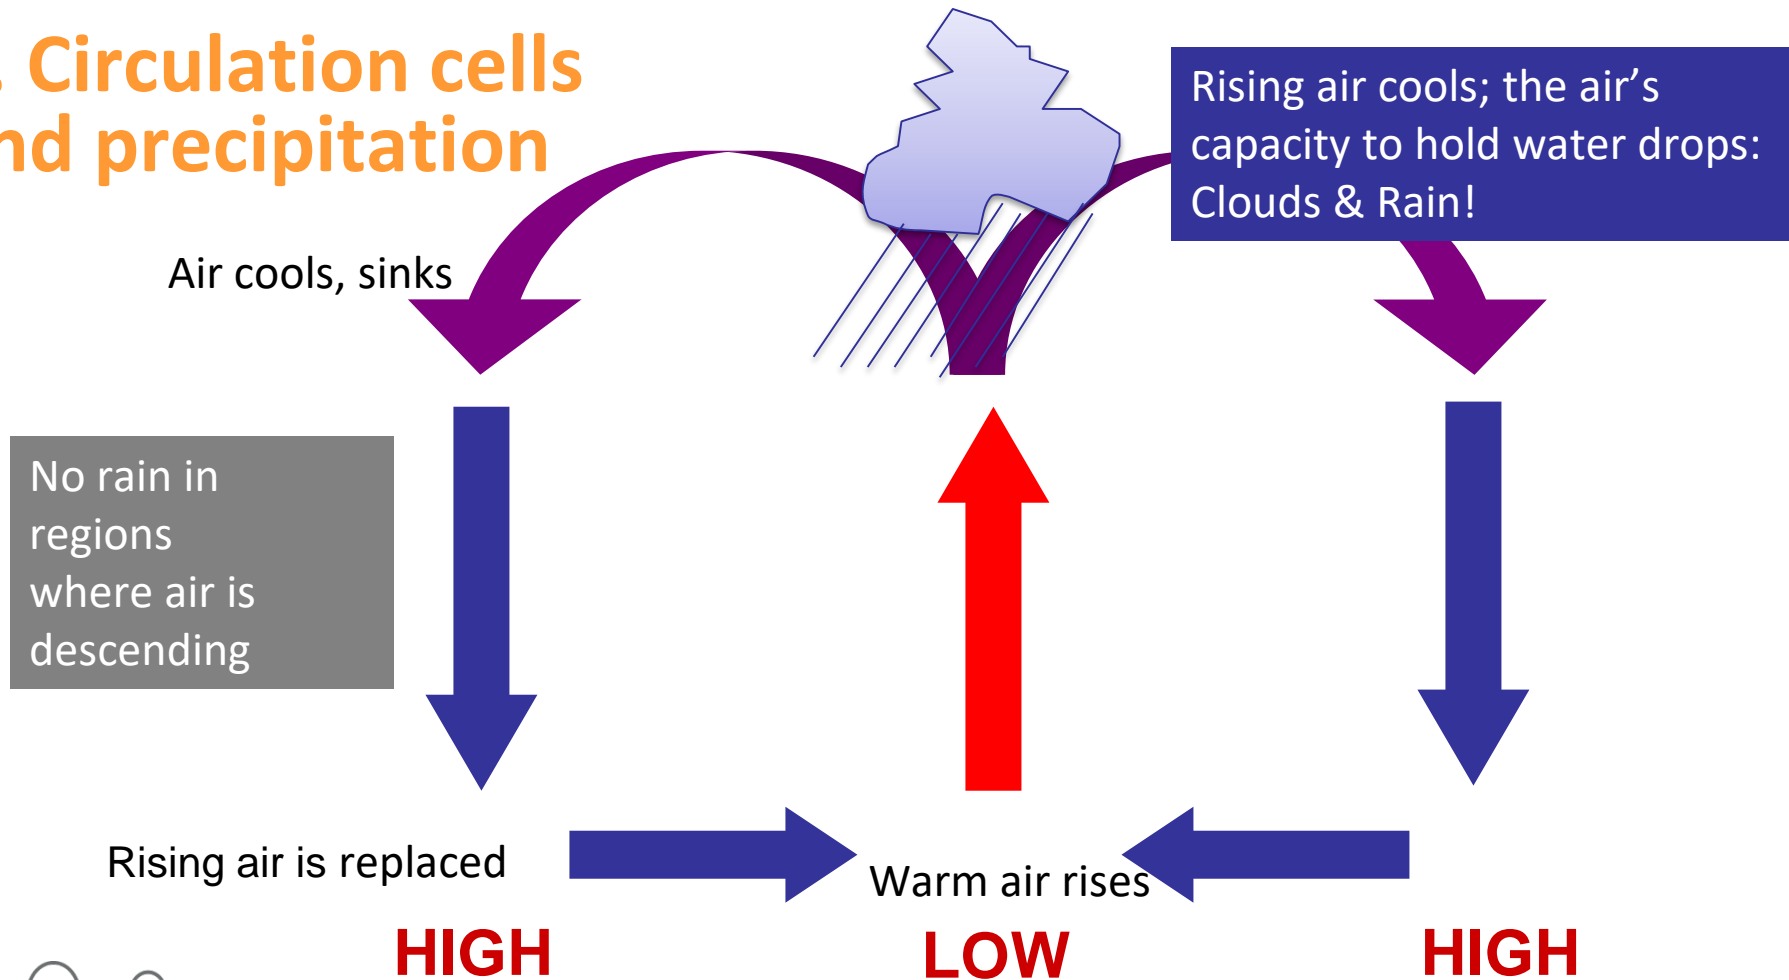 . Circulation cells
nd precipitation
Rising air cools; the air’s
capacity to hold water drops:
Clouds & Rain!
Air cools, sinks
No rain in
regions
where air is
descending
Rising air is replaced
Warm air rises
HIGH
LOW
HIGH